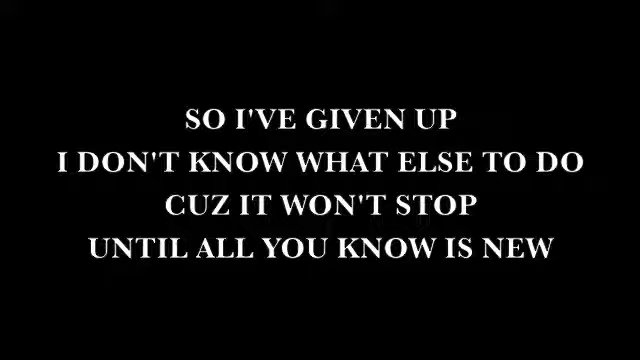 SO I'VE GIVEN UP
I DON'T KNOW WHAT ELSE TO DO
CUZ IT WON'T STOP
UNTIL ALL YOU KNOW IS NEW